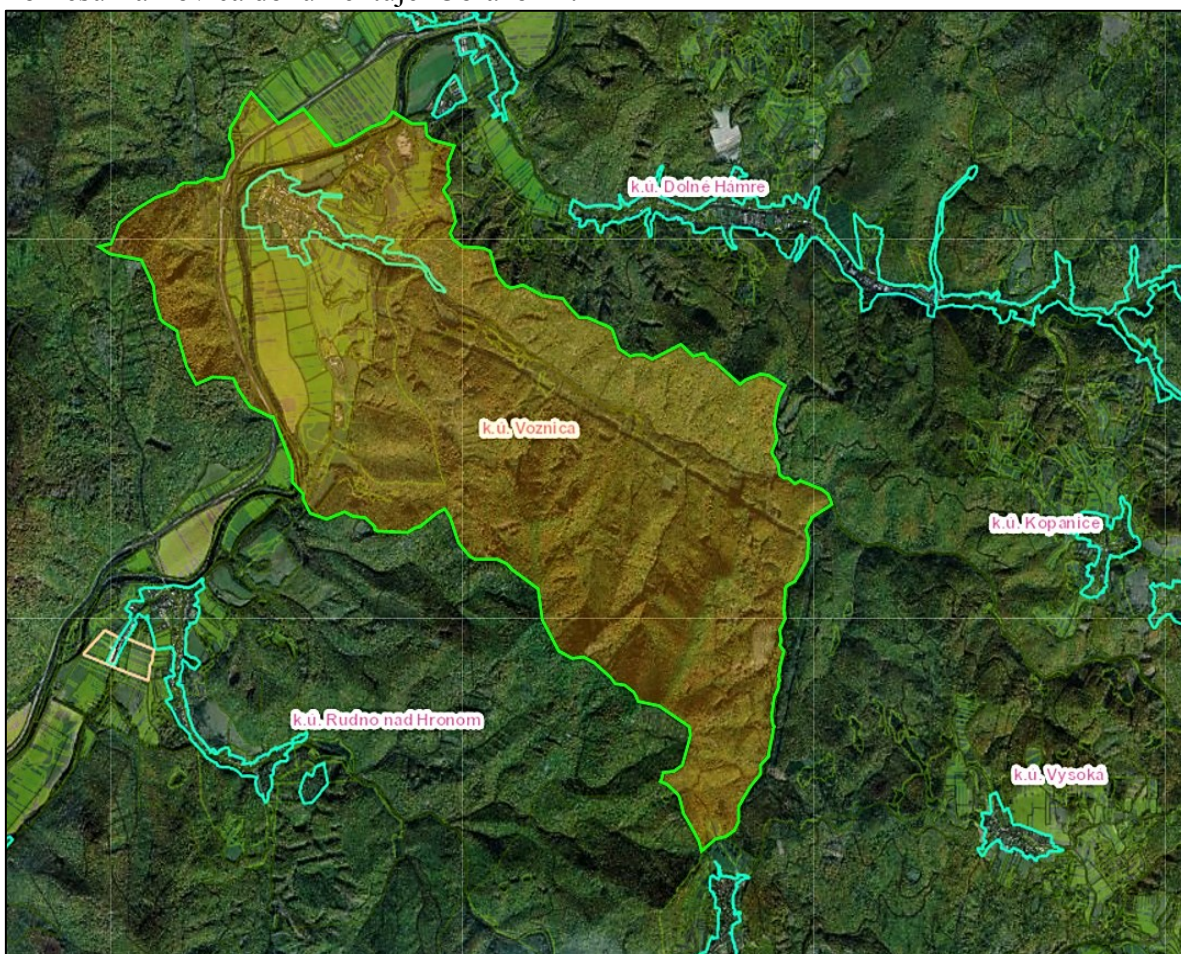 k.ú. Dolné Hámre
k.ú. Voznica
k.ú. Kopanice
k.ú. Rudno nad Hronom
k.ú. Vysoká